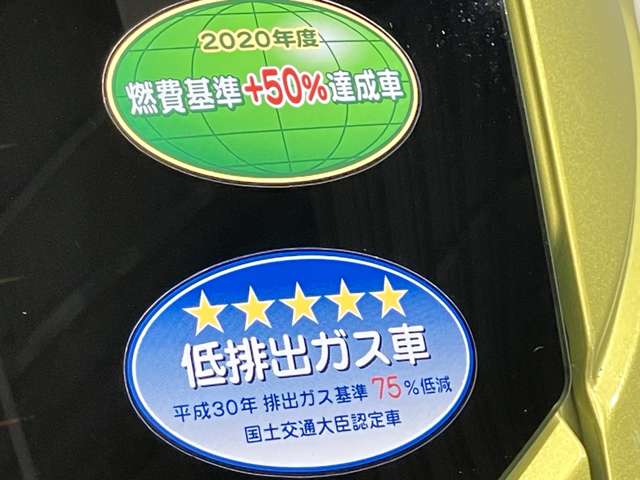 2020年度
燃費基準+50%達成車
★★★★★
低排出ガス車
平成30年 排出ガス基準 75%低減
国土交通大臣認定車